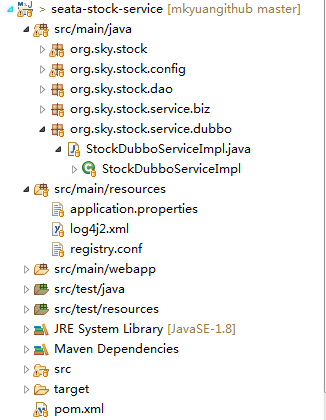 > seata-stock-service [mkyuangithub master]
src/main/java
org.sky.stock
org.sky.stock.config
org.sky.stock.dao
org.sky.stock.service.biz
org.sky.stock.service.dubbo
StockDubboServiceImpl.java
StockDubboServiceImpl
src/main/resources
application.properties
log4j2.xml
registry.conf
src/main/webapp
src/test/java
src/test/resources
JRE System Library [JavaSE-1.8]
Maven Dependencies
src
target
pom.xml